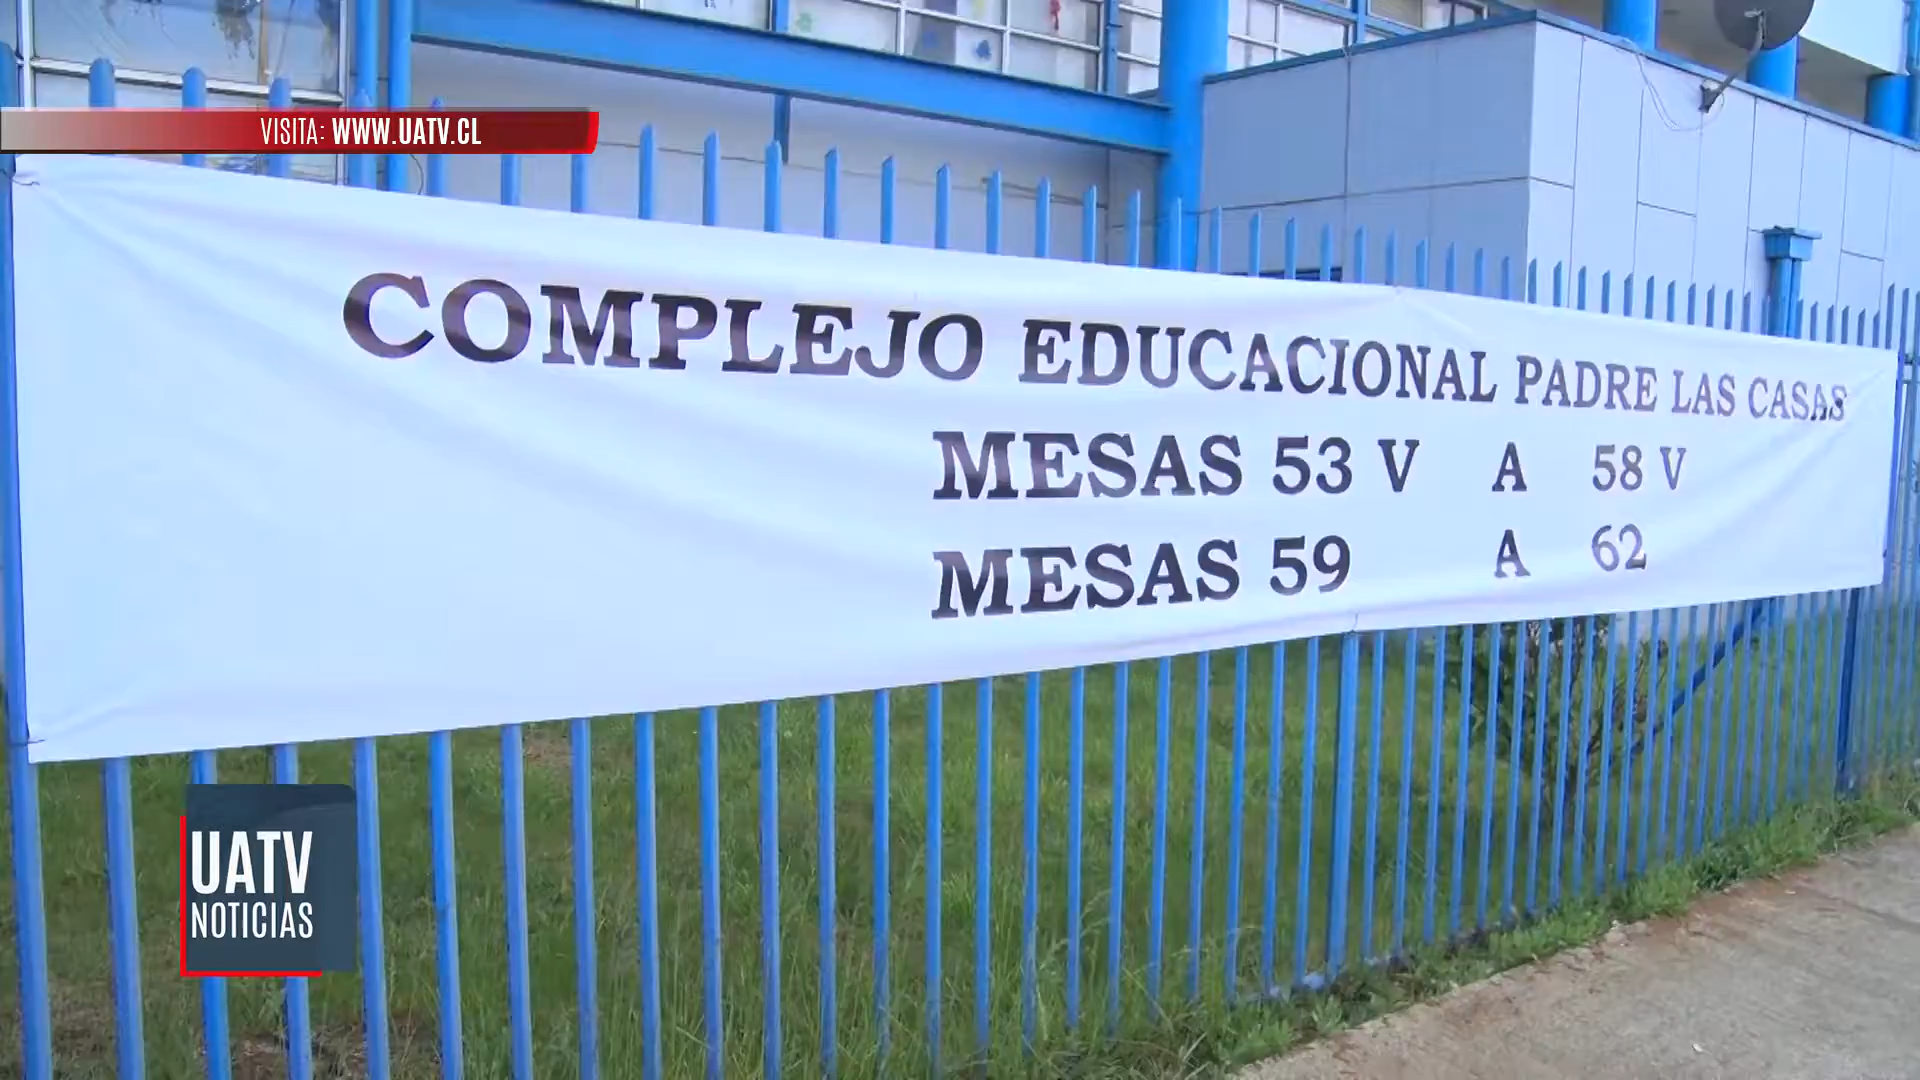 VISITA: WWW.UATV.CL
COMPLEJO EDUCACIONAL PADRE LAS CASAS
MESAS 53 V A 58 V
MESAS 59 A 62
UATV
NOTICIAS